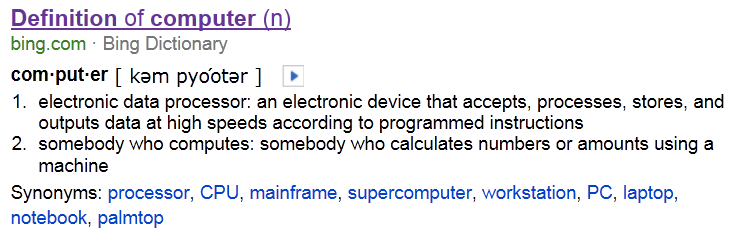 Definition of computer (n)
bing.com · Bing Dictionary
com·put·er [ kəm pyo͞otər ]
1. electronic data processor: an electronic device that accepts, processes, stores, and
outputs data at high speeds according to programmed instructions
2. somebody who computes: somebody who calculates numbers or amounts using a
machine
Synonyms: processor, CPU, mainframe, supercomputer, workstation, PC, laptop,
notebook, palmtop